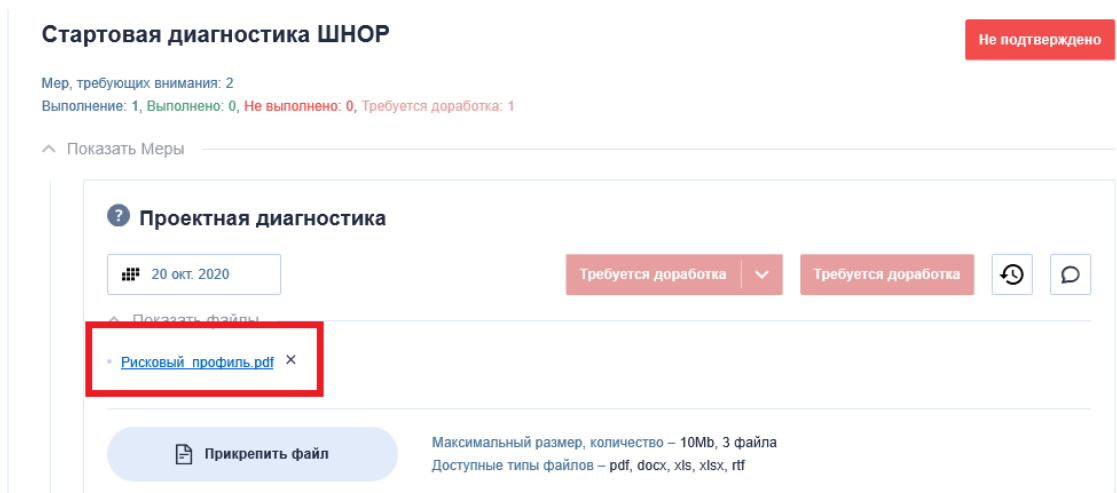 Стартовая диагностика ШНОР
Не подтверждено
Мер, требующих внимания: 2
Выполнение: 1, Выполнено: 0, Не выполнено: 0, Требуется доработка: 1
Показать Меры
? Проектная диагностика
20 окт. 2020
Требуется доработка
Требуется доработка
Показать файлы
Рисковый_профиль.pdf ×
Прикрепить файл
Максимальный размер, количество – 10Mb, 3 файла
Доступные типы файлов – pdf, docx, xls, xlsx, rtf